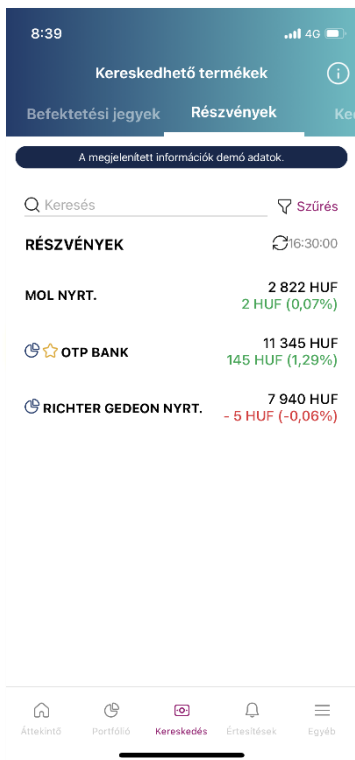 8:39
4G
Kereskedhető termékek
Befektetési jegyek Részvények
A megjelenített információk demó adatok.
Keresés Szűrés
RÉSZVÉNYEK 16:30:00
MOL NYRT. 2 822 HUF
2 HUF (0,07%)
OTP BANK 11 345 HUF
145 HUF (1,29%)
RICHTER GEDEON NYRT. 7 940 HUF
- 5 HUF (-0,06%)
Áttekintő Portfólió Kereskedés Értesítések Egyéb